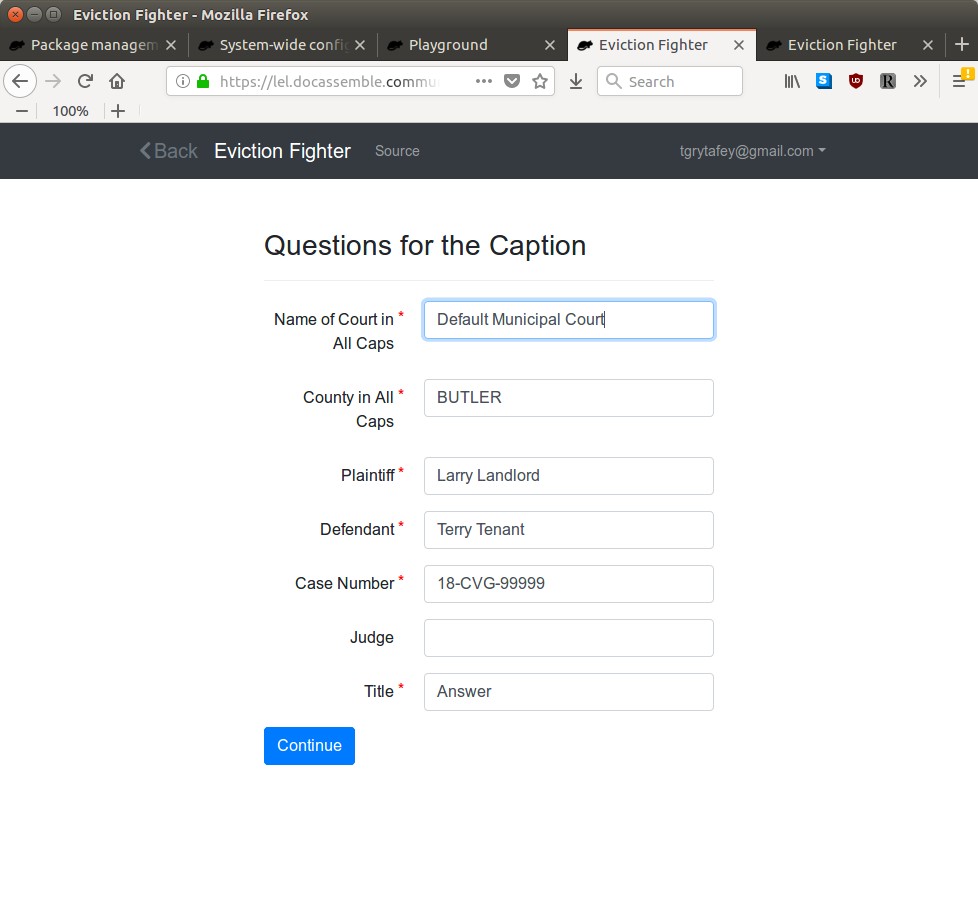 Eviction Fighter - Mozilla Firefox
Package managem
System-wide confi
Playground
Eviction Fighter
Eviction Fighter
https://lel.docassemble.commu
Search
100%
Back Eviction Fighter Source tgrytafey@gmail.com
Questions for the Caption
Name of Court in * Default Municipal Court
All Caps
County in All * BUTLER
Caps
Plaintiff * Larry Landlord
Defendant * Terry Tenant
Case Number * 18-CVG-99999
Judge
Title * Answer
Continue